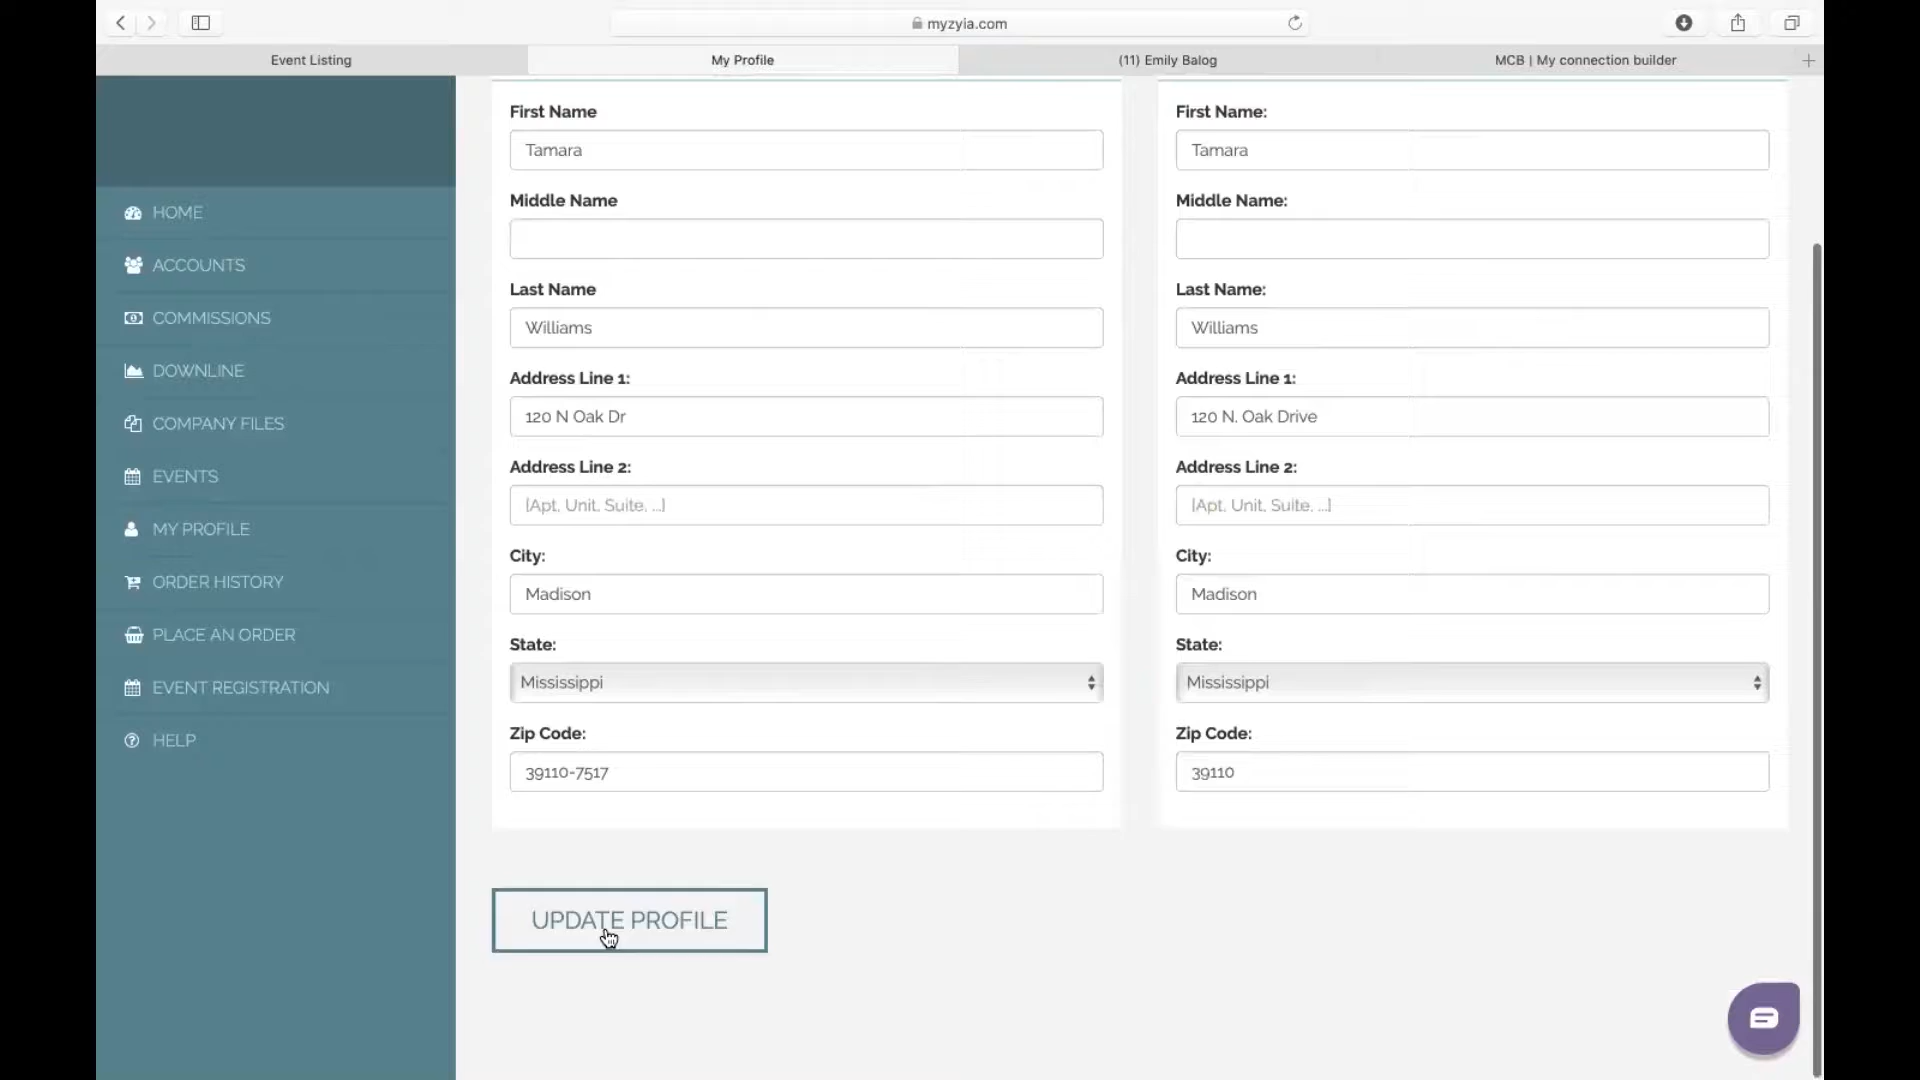 myzyia.com
Event Listing
My Profile
(11) Emily Balog
MCB | My connection builder
HOME
ACCOUNTS
COMMISSIONS
DOWNLINE
COMPANY FILES
EVENTS
MY PROFILE
ORDER HISTORY
PLACE AN ORDER
EVENT REGISTRATION
HELP
First Name
Tamara
Middle Name
Last Name
Williams
Address Line 1:
120 N Oak Dr
Address Line 2:
[Apt, Unit, Suite, ...]
City:
Madison
State:
Mississippi
Zip Code:
39110-7517
First Name:
Tamara
Middle Name:
Last Name:
Williams
Address Line 1:
120 N. Oak Drive
Address Line 2:
[Apt, Unit, Suite, ...]
City:
Madison
State:
Mississippi
Zip Code:
39110
UPDATE PROFILE